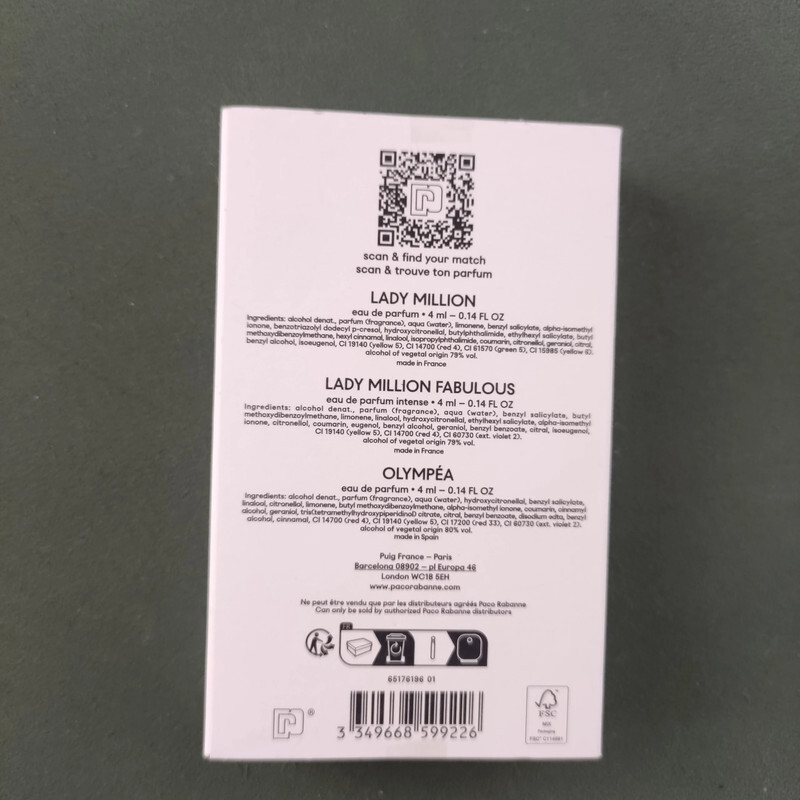 scan & find your match
scan & trouve ton parfum
LADY MILLION
eau de parfum • 4 ml – 0.14 FL OZ
Ingredients: alcohol denat., parfum (fragrance), aqua (water), limonene, benzyl salicylate, alpha-isomethyl
ionone, benzotriazolyl dodecyl p-cresol, hydroxycitronellal, butylphthalimide, ethylhexyl salicylate, butyl
methoxydibenzoylmethane, hexyl cinnamal, linalool, isopropylphthalimide, coumarin, citronellol, geraniol, citral,
benzyl alcohol, isoeugenol, CI 19140 (yellow 5), CI 14700 (red 4), CI 61570 (green 5), CI 15985 (yellow 6).
alcohol of vegetal origin 79% vol.
made in France
LADY MILLION FABULOUS
eau de parfum intense • 4 ml – 0.14 FL OZ
Ingredients: alcohol denat., parfum (fragrance), aqua (water), benzyl salicylate, butyl
methoxydibenzoylmethane, limonene, linalool, hydroxycitronellal, ethylhexyl salicylate, alpha-isomethyl
ionone, citronellol, coumarin, eugenol, benzyl alcohol, geraniol, benzyl benzoate, citral, isoeugenol,
CI 19140 (yellow 5), CI 14700 (red 4), CI 60730 (ext. violet 2).
alcohol of vegetal origin 79% vol.
made in France
OLYMPÉA
eau de parfum • 4 ml – 0.14 FL OZ
Ingredients: alcohol denat., parfum (fragrance), aqua (water), hydroxycitronellal, benzyl salicylate,
linalool, citronellol, limonene, butyl methoxydibenzoylmethane, alpha-isomethyl ionone, coumarin, cinnamyl
alcohol, geraniol, tris(tetramethylhydroxypiperidinol) citrate, citral, benzyl benzoate, disodium edta, benzyl
alcohol, cinnamal, CI 14700 (red 4), CI 19140 (yellow 5), CI 17200 (red 33), CI 60730 (ext. violet 2).
alcohol of vegetal origin 80% vol.
made in Spain
Puig France – Paris
Barcelona 08902 – pl Europa 46
London WC1B 5EH
www.pacorabanne.com
Ne peut être vendu que par les distributeurs agréés Paco Rabanne
Can only be sold by authorized Paco Rabanne distributors
FR
65176196 01
3 349668 599226
®
FSC
MIX